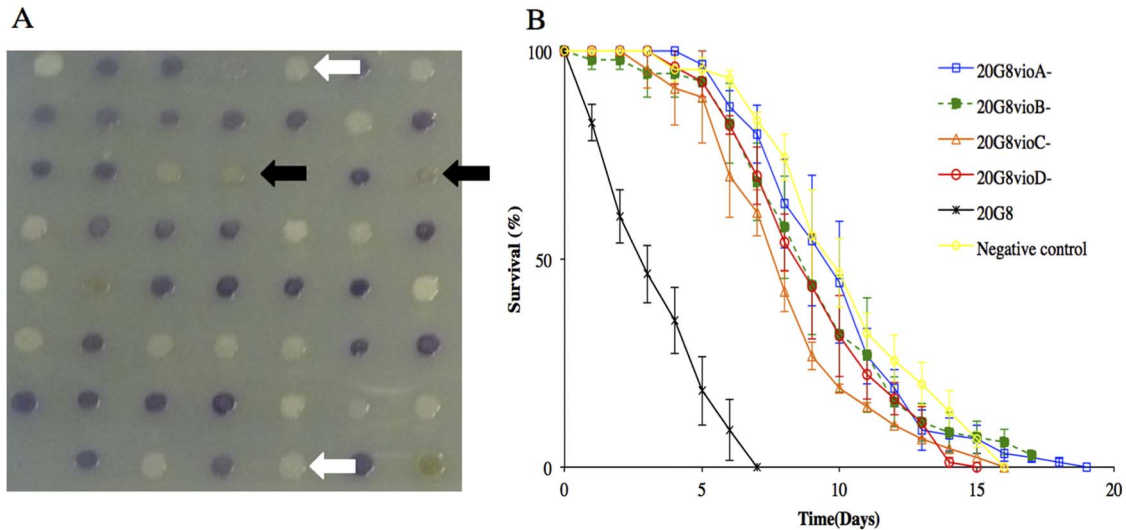 A
B
100
50
0
Survival (%)
0
5
10
15
20
Time(Days)
20G8vioA-
20G8vioB-
20G8vioC-
20G8vioD-
20G8
Negative control